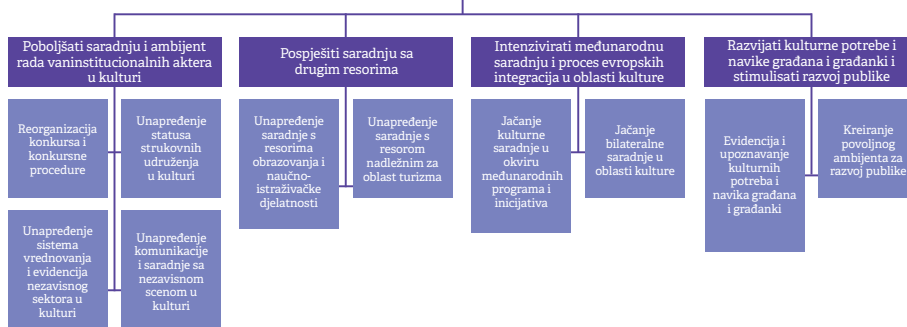 Poboljšati saradnju i ambijent
rada vaninstitucionalnih aktera
u kulturi
Reorganizacija
konkursa i
konkursne
procedure
Unapređenje
statusa
strukovnih
udruženja
u kulturi
Unapređenje
sistema
vrednovanja
i evidencija
nezavisnog
sektora u
kulturi
Unapređenje
komunikacije
i saradnje sa
nezavisnom
scenom u
kulturi
Pospješiti saradnju sa
drugim resorima
Unapređenje
saradnje s
resorima
obrazovanja i
naučno-
istraživačke
djelatnosti
Unapređenje
saradnje s
resorom
nadležnim za
oblast turizma
Intenzivirati međunarodnu
saradnju i proces evropskih
integracija u oblasti kulture
Jačanje
kulturne
saradnje u
okviru
međunarodnih
programa i
inicijativa
Jačanje
bilateralne
saradnje u
oblasti kulture
Razvijati kulturne potrebe i
navike građana i građanki i
stimulisati razvoj publike
Evidencija i
upoznavanje
kulturnih
potreba i
navika građana
i građanki
Kreiranje
povoljnog
ambijenta za
razvoj publike